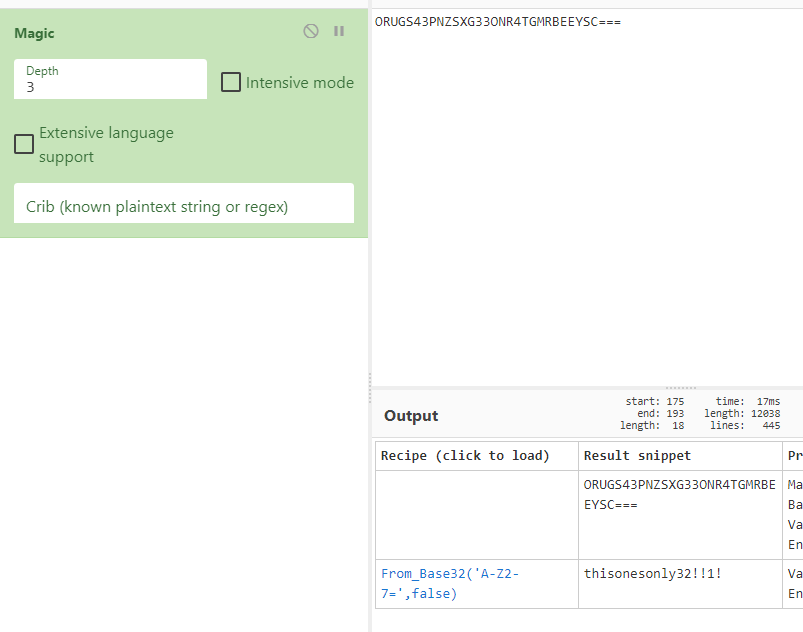 Magic
Depth
3
Intensive mode
Extensive language
support
Crib (known plaintext string or regex)
ORUGS43PNZSXG33ONR4TGMRBEEYSC===
Output
start: 175 time: 17ms
end: 193 length: 12038
length: 18 lines: 445
Recipe (click to load) Result snippet Pr
ORUGS43PNZSXG33ONR4TGMRBE Ma
EYSC=== Ba
Va
En
From_Base32('A-Z2- thisonesonly32!!1! Va
7=',false) En